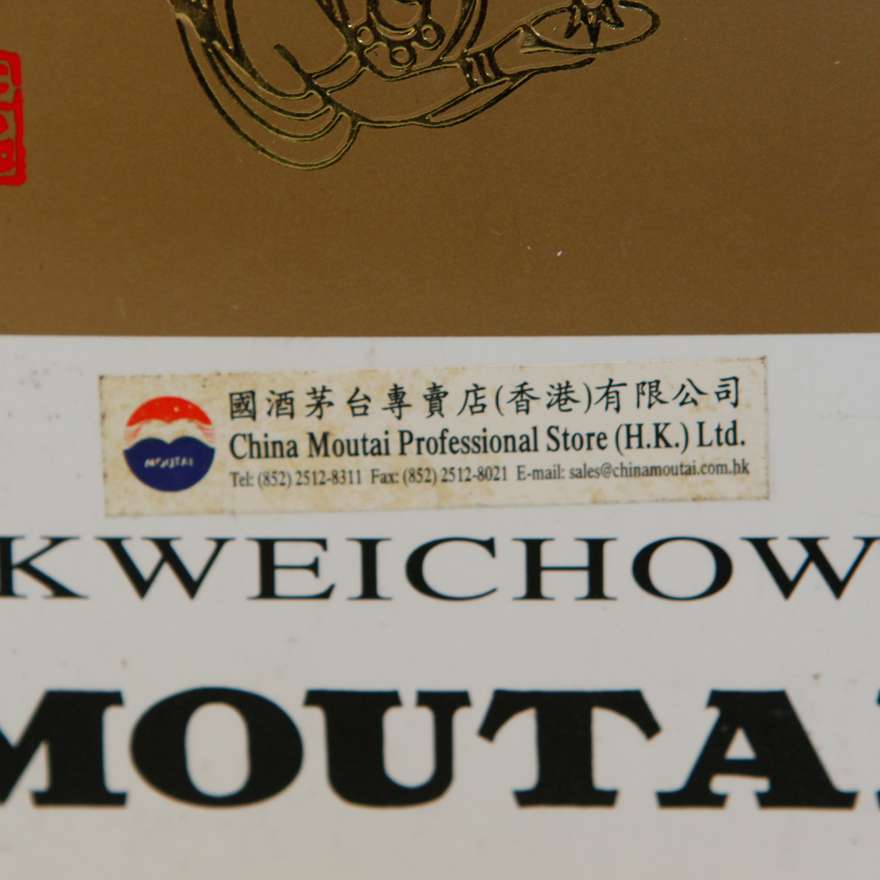 國酒茅台專賣店(香港)有限公司
China Moutai Professional Store (H.K.) Ltd.
MOUTAI
Tel: (852) 2512-8311 Fax: (852) 2512-8021 E-mail: sales@chinamoutai.com.hk
KWEICHOW
MOUTA